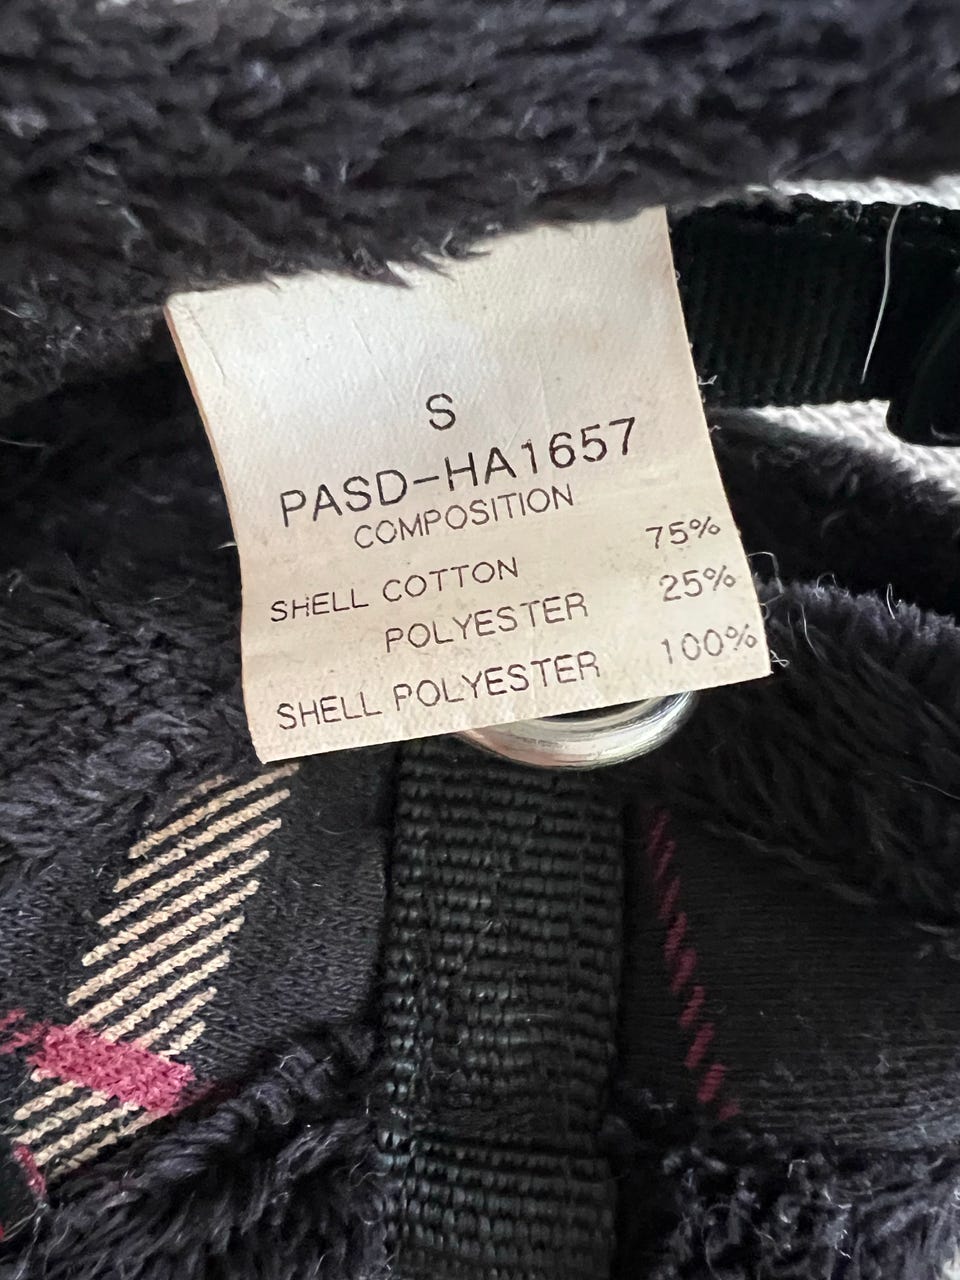 S
PASD-HA1657
COMPOSITION
SHELL COTTON 75%
POLYESTER 25%
SHELL POLYESTER 100%